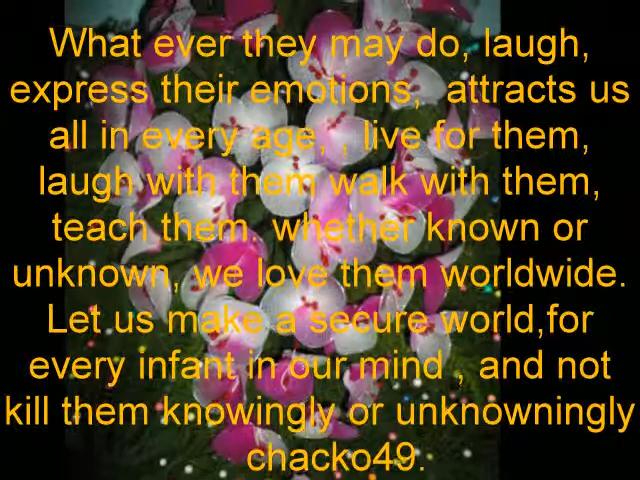 What ever they may do, laugh,
express their emotions,  attracts us
all in every age, , live for them,
laugh with them walk with them,
teach them. whether known or
unknown, we love them worldwide.
Let us make a secure world,for
every infant in our mind , and not
kill them knowingly or unknowningly
chacko49.